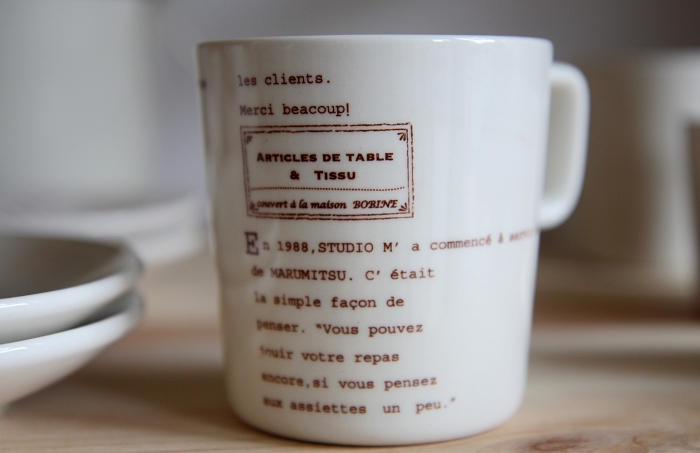 les clients.
Merci beacoup!
ARTICLES DE TABLE
& TISSU
couvert à la maison BOBINE
En 1988,STUDIO M' a commencé à
de MARUMITSU. C' était
la simple façon de
penser. "Vous pouvez
jouir votre repas
encore,si vous pensez
aux assiettes un peu."